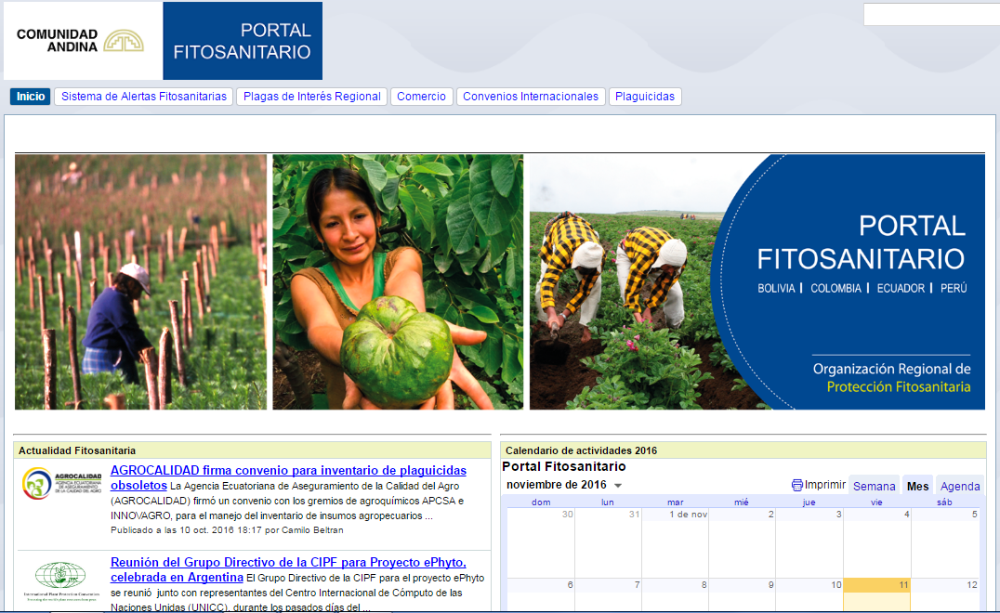 COMUNIDAD
ANDINA
PORTAL
FITOSANITARIO
Inicio
Sistema de Alertas Fitosanitarias
Plagas de Interés Regional
Comercio
Convenios Internacionales
Plaguicidas
PORTAL
FITOSANITARIO
BOLIVIA | COLOMBIA | ECUADOR | PERÚ
Organización Regional de
Protección Fitosanitaria
Actualidad Fitosanitaria
AGROCALIDAD
AGENCIA ECUATORIANA
DE ASEGURAMIENTO
DE LA CALIDAD DEL AGRO
AGROCALIDAD firma convenio para inventario de plaguicidas
obsoletos La Agencia Ecuatoriana de Aseguramiento de la Calidad del Agro
(AGROCALIDAD) firmó un convenio con los gremios de agroquímicos APCSA e
INNOVAGRO, para el manejo del inventario de insumos agropecuarios ...
Publicado a las 10 oct. 2016 18:17 por Camilo Beltran
International Plant Protection Convention
Reunión del Grupo Directivo de la CIPF para Proyecto ePhyto,
celebrada en Argentina El Grupo Directivo de la CIPF para el proyecto ePhyto
se reunió junto con representantes del Centro Internacional de Cómputo de las
Naciones Unidas (UNICC), durante los pasados días del ...
Calendario de actividades 2016
Portal Fitosanitario
noviembre de 2016
Imprimir
Semana
Mes
Agenda
dom lun mar mié jue vie sáb
30 31 1 de nov 2 3 4 5
6 7 8 9 10 11 12